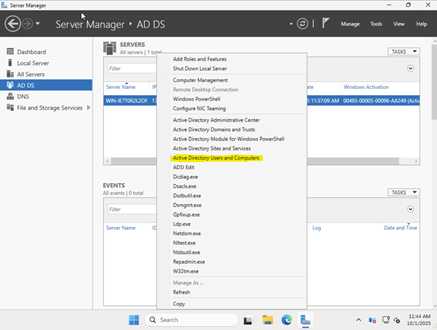 Server Manager
Server Manager • AD DS
Manage Tools View Help
Dashboard
Local Server
All Servers
AD DS
DNS
File and Storage Services
SERVERS
All servers | 1 total
TASKS
Filter
Server Name
Windows Activation
WIN-IE7T0R2L2OR
11:37:09 AM 00493-00005-00096-AA249
Add Roles and Features
Shut Down Local Server
Computer Management
Remote Desktop Connection
Windows PowerShell
Configure NIC Teaming
Active Directory Administrative Center
Active Directory Domains and Trusts
Active Directory Module for Windows PowerShell
Active Directory Sites and Services
Active Directory Users and Computers
ADSI Edit
Dcdiag.exe
Dsacls.exe
Dsdbutil.exe
Dsmgmt.exe
Gpfixup.exe
Ldp.exe
Netdom.exe
Nltest.exe
Ntdsutil.exe
Repadmin.exe
W32tm.exe
Manage As ...
Refresh
Copy
EVENTS
All events | 0 total
TASKS
Filter
Server Name
Log Date and Time
Search
11:44 AM
10/1/2025